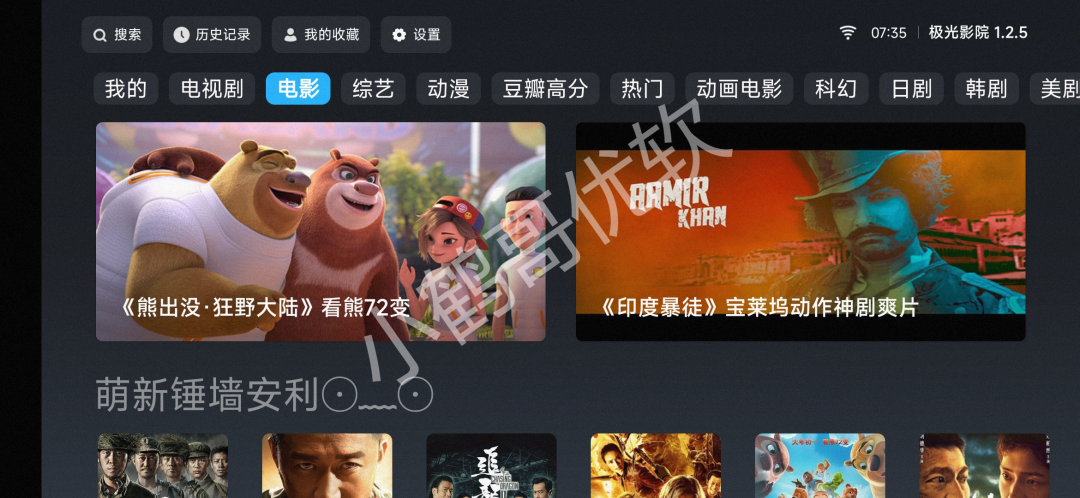 搜索 历史记录 我的收藏 设置 07:35 极光影院 1.2.5
我的 电视剧 电影 综艺 动漫 豆瓣高分 热门 动画电影 科幻 日剧 韩剧 美剧
AAMIR
KHAN
《熊出没·狂野大陆》看熊72变
《印度暴徒》宝莱坞动作神剧爽片
小鹤哥优软
萌新锤墙安利⊙﹏⊙
追
CHASING
DRAGON